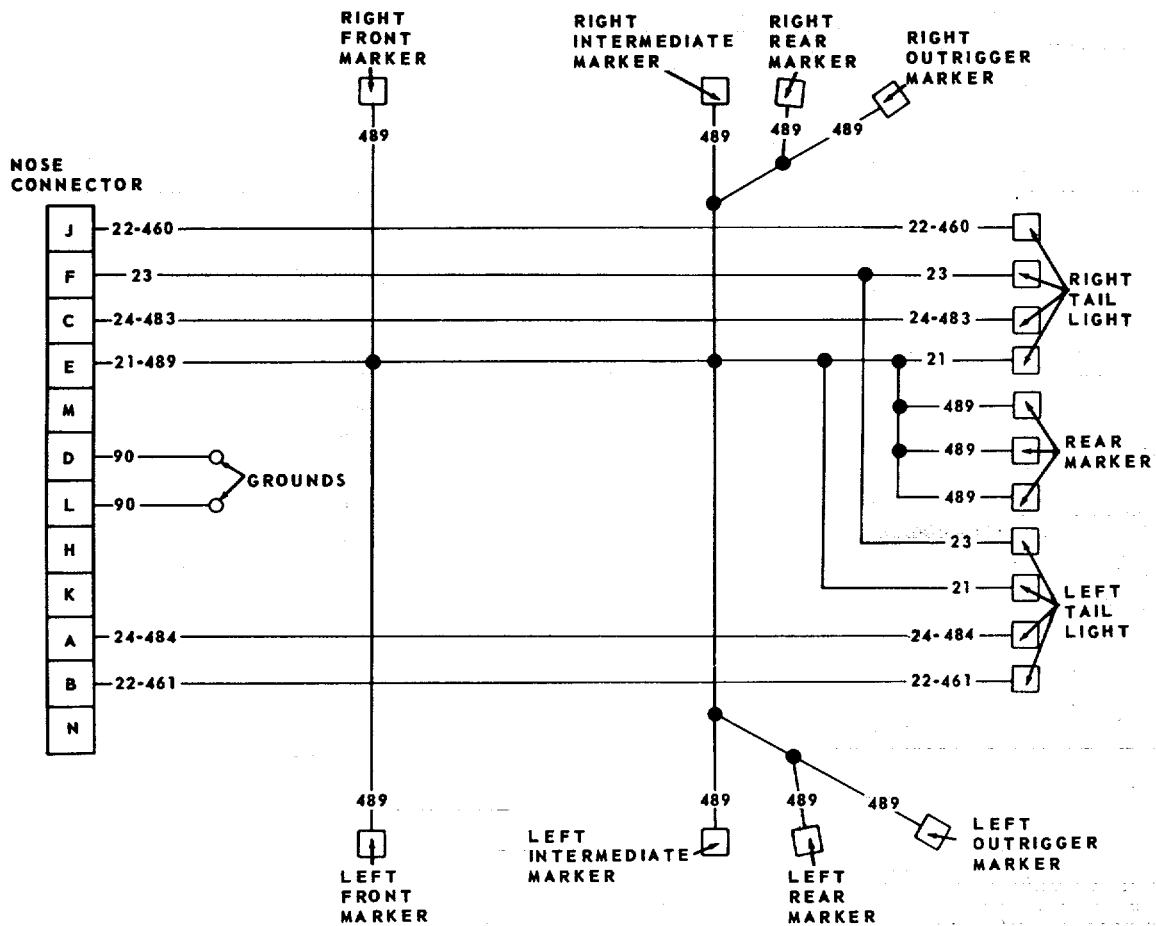 RIGHT
FRONT
MARKER
RIGHT
INTERMEDIATE
MARKER
RIGHT
REAR
MARKER
RIGHT
OUTRIGGER
MARKER
489
489
489
489
NOSE
CONNECTOR
J
22-460
22-460
F
23
23
RIGHT
TAIL
LIGHT
C
24-483
24-483
E
21-489
21
M
489
D
90
GROUNDS
489
REAR
MARKER
L
90
489
H
23
K
21
LEFT
TAIL
LIGHT
A
24-484
24-484
B
22-461
22-461
N
489
489
489
489
LEFT
FRONT
MARKER
LEFT
INTERMEDIATE
MARKER
LEFT
REAR
MARKER
LEFT
OUTRIGGER
MARKER